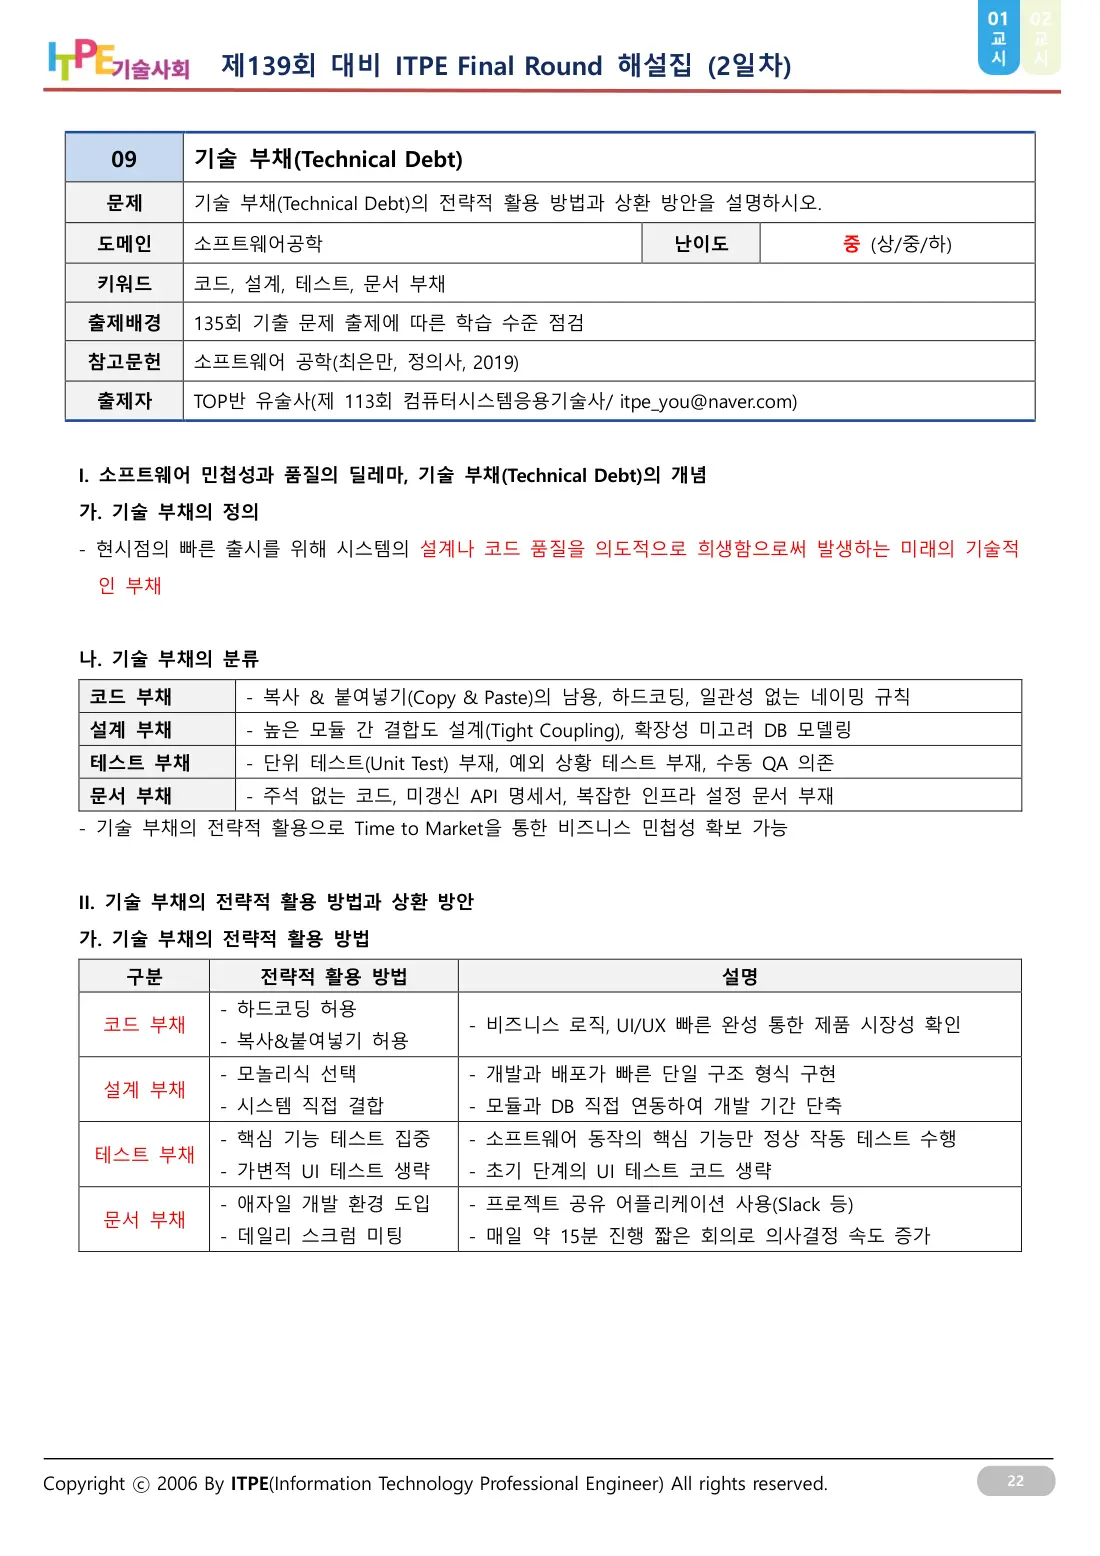 ITPE기술사회 제139회 대비 ITPE Final Round 해설집 (2일차)
01 교 시
02 교 시
09 기술 부채(Technical Debt)
문제 기술 부채(Technical Debt)의 전략적 활용 방법과 상환 방안을 설명하시오.
도메인 소프트웨어공학 난이도 중 (상/중/하)
키워드 코드, 설계, 테스트, 문서 부채
출제배경 135회 기출 문제 출제에 따른 학습 수준 점검
참고문헌 소프트웨어 공학(최은만, 정의사, 2019)
출제자 TOP반 유술사(제 113회 컴퓨터시스템응용기술사/ itpe_you@naver.com)
I. 소프트웨어 민첩성과 품질의 딜레마, 기술 부채(Technical Debt)의 개념
가. 기술 부채의 정의
- 현시점의 빠른 출시를 위해 시스템의 설계나 코드 품질을 의도적으로 희생함으로써 발생하는 미래의 기술적
인 부채
나. 기술 부채의 분류
코드 부채 - 복사 & 붙여넣기(Copy & Paste)의 남용, 하드코딩, 일관성 없는 네이밍 규칙
설계 부채 - 높은 모듈 간 결합도 설계(Tight Coupling), 확장성 미고려 DB 모델링
테스트 부채 - 단위 테스트(Unit Test) 부재, 예외 상황 테스트 부재, 수동 QA 의존
문서 부채 - 주석 없는 코드, 미갱신 API 명세서, 복잡한 인프라 설정 문서 부재
- 기술 부채의 전략적 활용으로 Time to Market을 통한 비즈니스 민첩성 확보 가능
II. 기술 부채의 전략적 활용 방법과 상환 방안
가. 기술 부채의 전략적 활용 방법
구분 전략적 활용 방법 설명
코드 부채
- 하드코딩 허용
- 복사&붙여넣기 허용
- 비즈니스 로직, UI/UX 빠른 완성 통한 제품 시장성 확인
설계 부채
- 모놀리식 선택
- 시스템 직접 결합
- 개발과 배포가 빠른 단일 구조 형식 구현
- 모듈과 DB 직접 연동하여 개발 기간 단축
테스트 부채
- 핵심 기능 테스트 집중
- 가변적 UI 테스트 생략
- 소프트웨어 동작의 핵심 기능만 정상 작동 테스트 수행
- 초기 단계의 UI 테스트 코드 생략
문서 부채
- 애자일 개발 환경 도입
- 데일리 스크럼 미팅
- 프로젝트 공유 어플리케이션 사용(Slack 등)
- 매일 약 15분 진행 짧은 회의로 의사결정 속도 증가
Copyright ⓒ 2006 By ITPE(Information Technology Professional Engineer) All rights reserved.
22